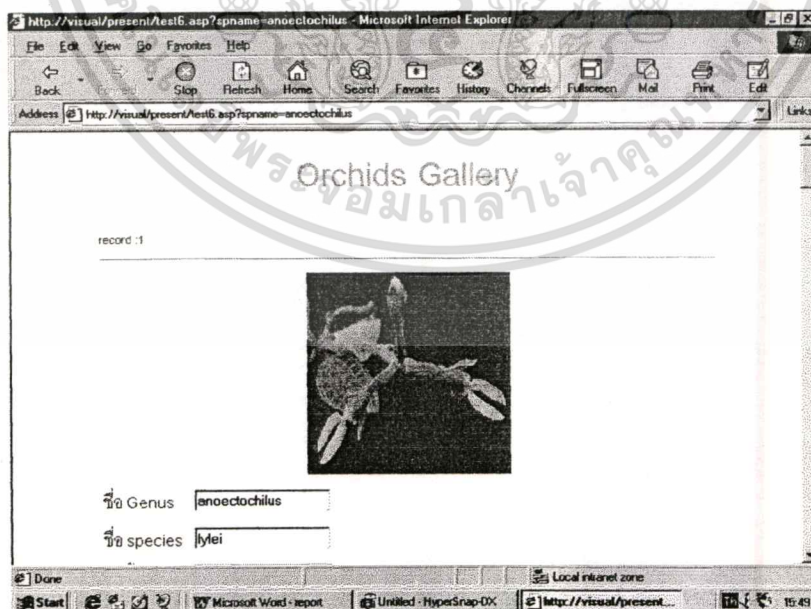 http://visual/present/test6.asp?spname=anoectochilus - Microsoft Internet Explorer
File Edit View Go Favorites Help
Back Forward Stop Refresh Home Search Favorites History Channels Fullscreen Mail Print Edit
Address http://visual/present/test6.asp?spname=anoectochilus Links
Orchids Gallery
record :1
ชื่อ Genus anoectochilus
ชื่อ species lylei
Done Local intranet zone
Start Microsoft Word - report Untitled - HyperSnap-DX http://visual/present...